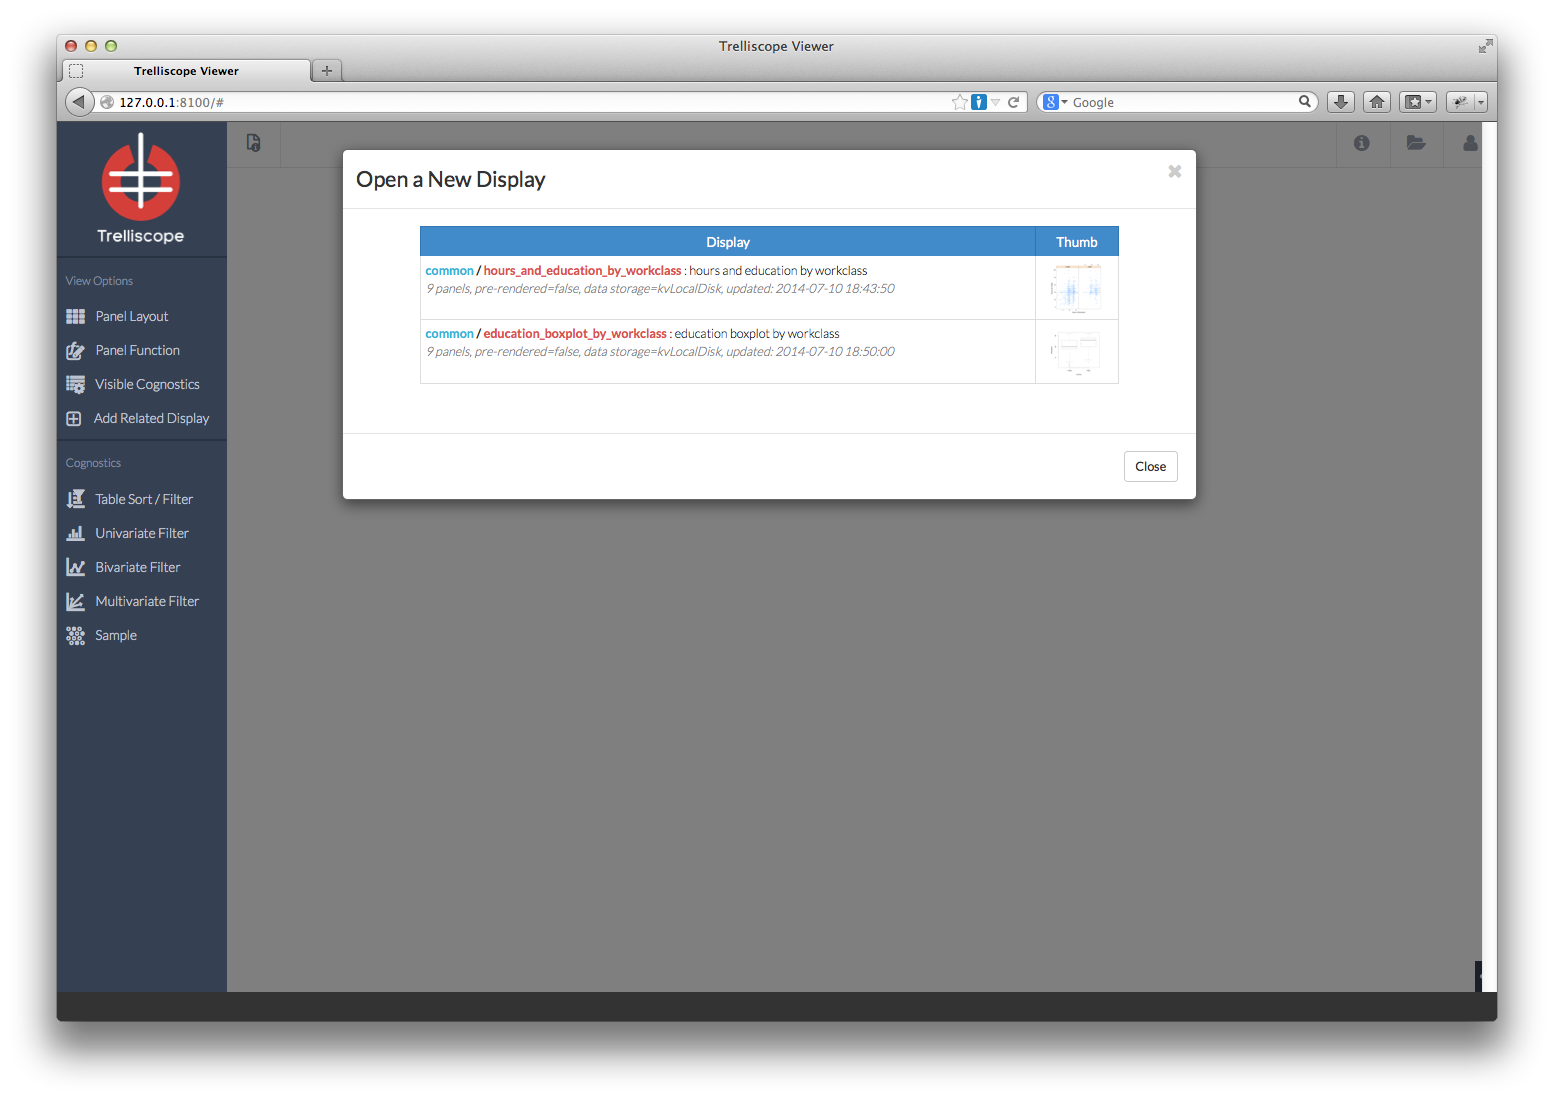 Trelliscope Viewer
Trelliscope Viewer
127.0.0.1:8100/#
Google
Trelliscope
View Options
Panel Layout
Panel Function
Visible Cognostics
Add Related Display
Cognostics
Table Sort / Filter
Univariate Filter
Bivariate Filter
Multivariate Filter
Sample
Open a New Display
Display Thumb
common / hours_and_education_by_workclass : hours and education by workclass
9 panels, pre-rendered=false, data storage=kvLocalDisk, updated: 2014-07-10 18:43:50
common / education_boxplot_by_workclass : education boxplot by workclass
9 panels, pre-rendered=false, data storage=kvLocalDisk, updated: 2014-07-10 18:50:00
Close